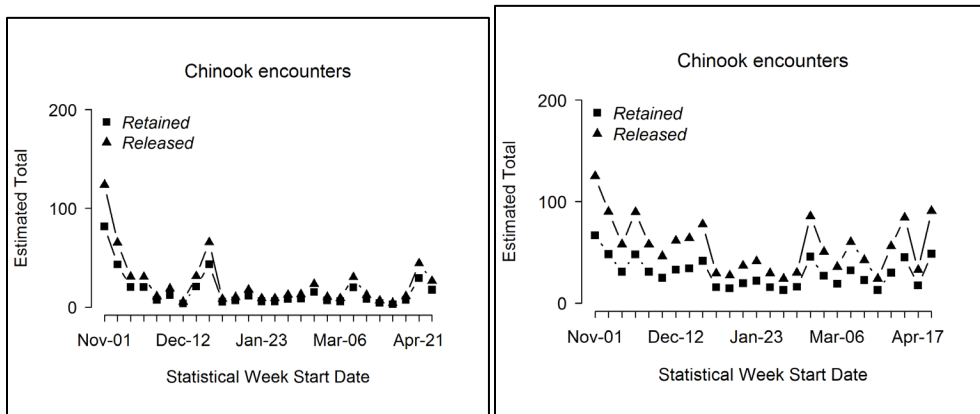 Chinook encounters
200
Retained
Released
100
0
Estimated Total
Nov-01 Dec-12 Jan-23 Mar-06 Apr-21
Statistical Week Start Date
Chinook encounters
200
Retained
Released
100
0
Estimated Total
Nov-01 Dec-12 Jan-23 Mar-06 Apr-17
Statistical Week Start Date